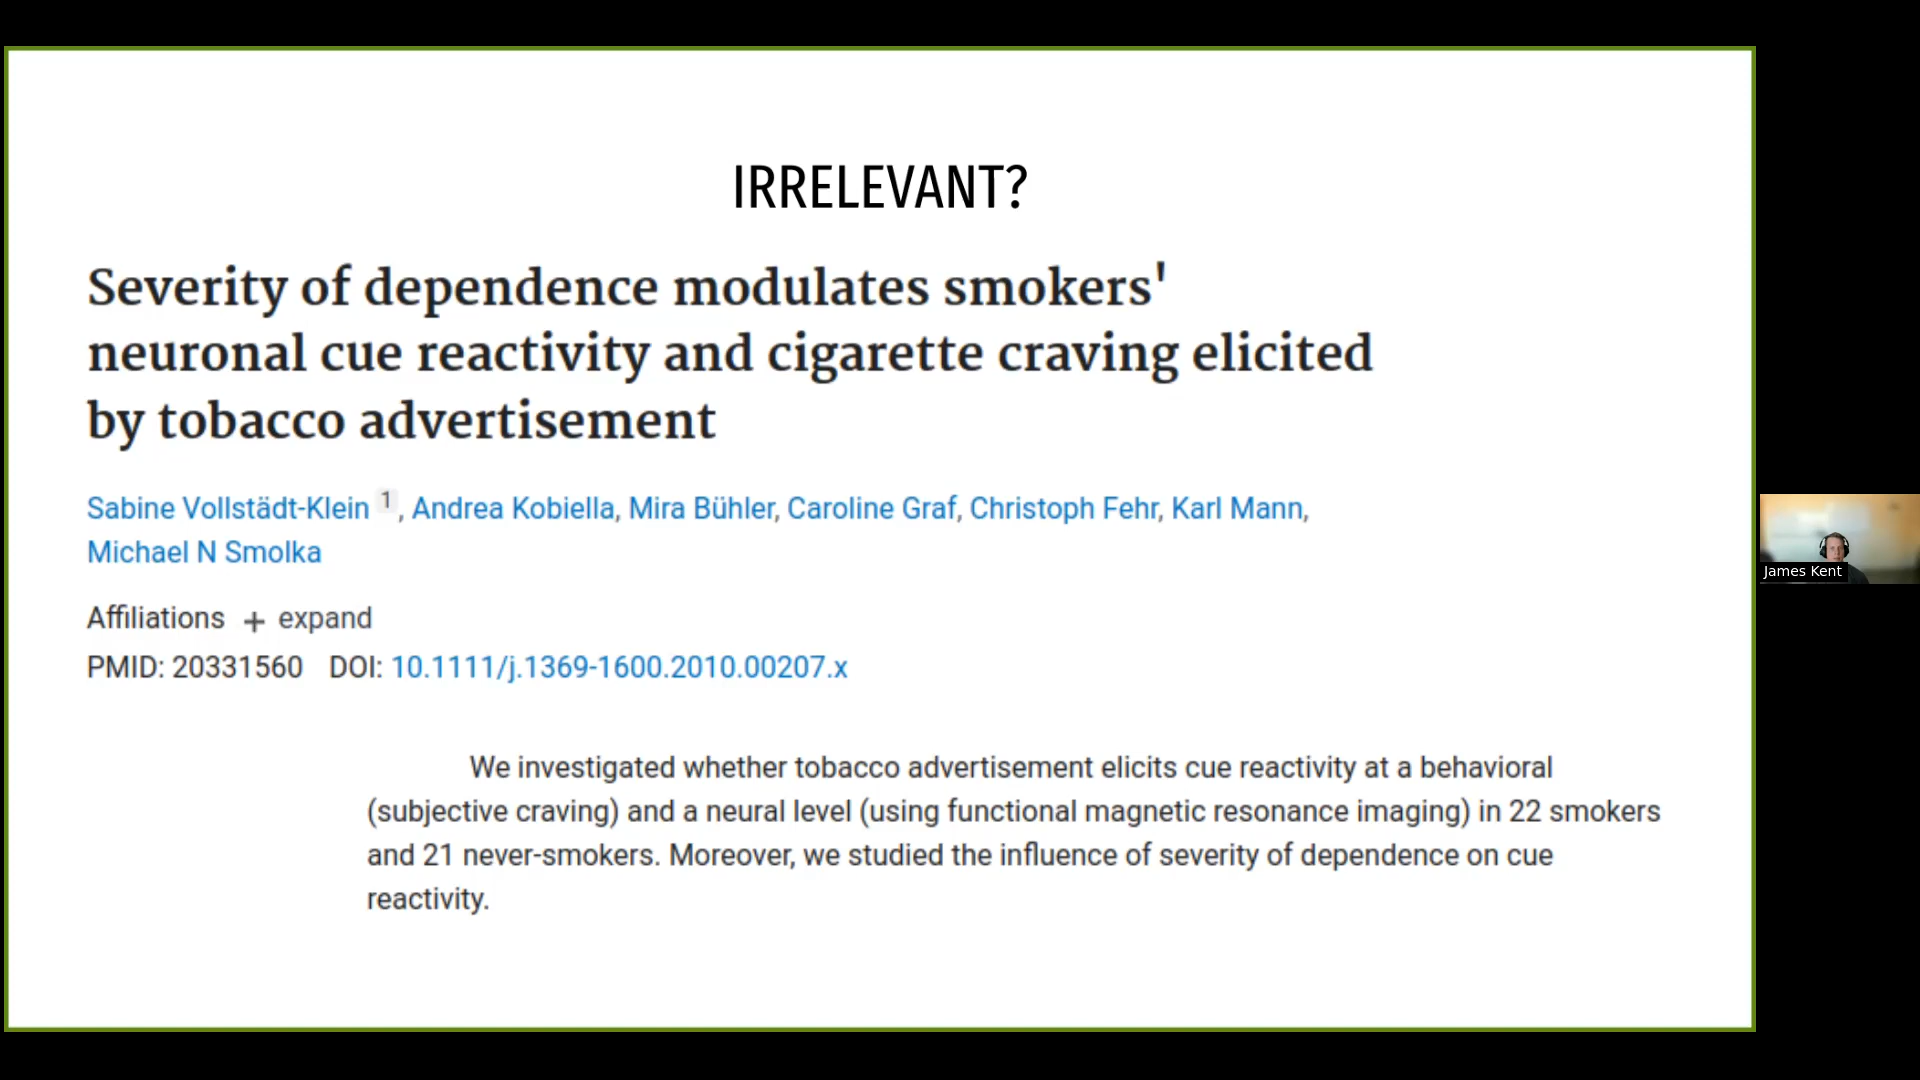 IRRELEVANT?
Severity of dependence modulates smokers'
neuronal cue reactivity and cigarette craving elicited
by tobacco advertisement
Sabine Vollstädt-Klein 1, Andrea Kobiella, Mira Bühler, Caroline Graf, Christoph Fehr, Karl Mann,
Michael N Smolka
Affiliations + expand
PMID: 20331560 DOI: 10.1111/j.1369-1600.2010.00207.x
We investigated whether tobacco advertisement elicits cue reactivity at a behavioral
(subjective craving) and a neural level (using functional magnetic resonance imaging) in 22 smokers
and 21 never-smokers. Moreover, we studied the influence of severity of dependence on cue
reactivity.
James Kent